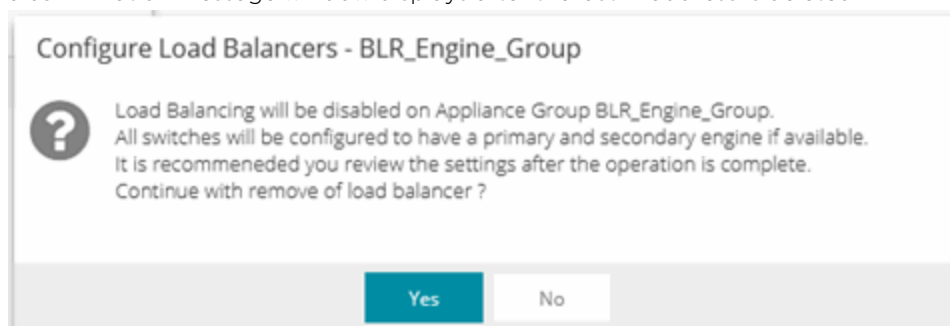 Configure Load Balancers - BLR_Engine_Group
Load Balancing will be disabled on Appliance Group BLR_Engine_Group.
All switches will be configured to have a primary and secondary engine if available.
It is recommeneded you review the settings after the operation is complete.
Continue with remove of load balancer ?
Yes No